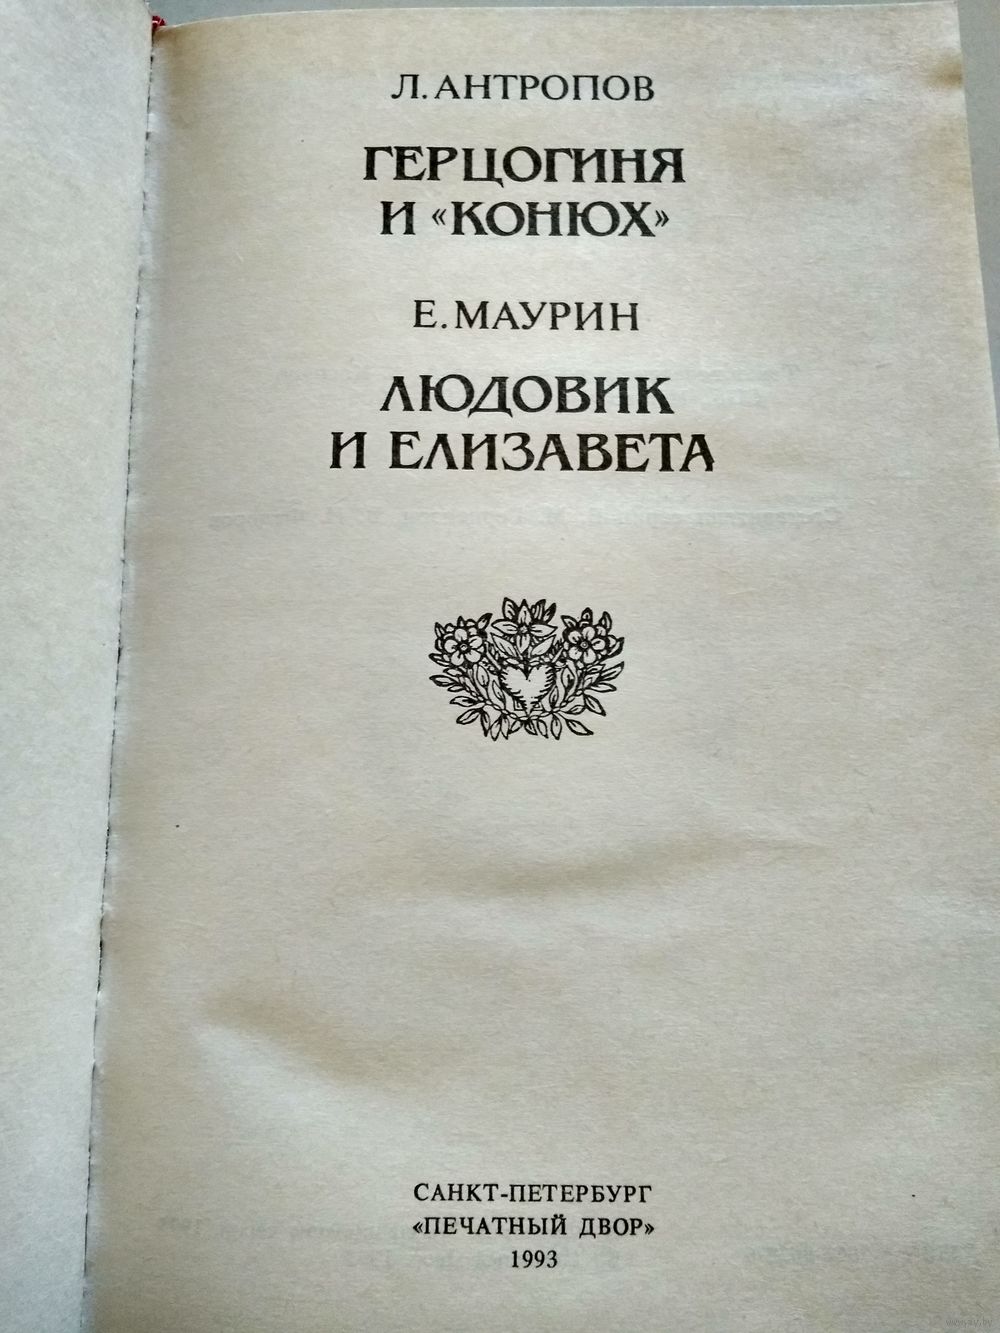 Л. АНТРОПОВ
ГЕРЦОГИНЯ
И «КОНЮХ»
Е. МАУРИН
ЛЮДОВИК
И ЕЛИЗАВЕТА
САНКТ-ПЕТЕРБУРГ
«ПЕЧАТНЫЙ ДВОР»
1993